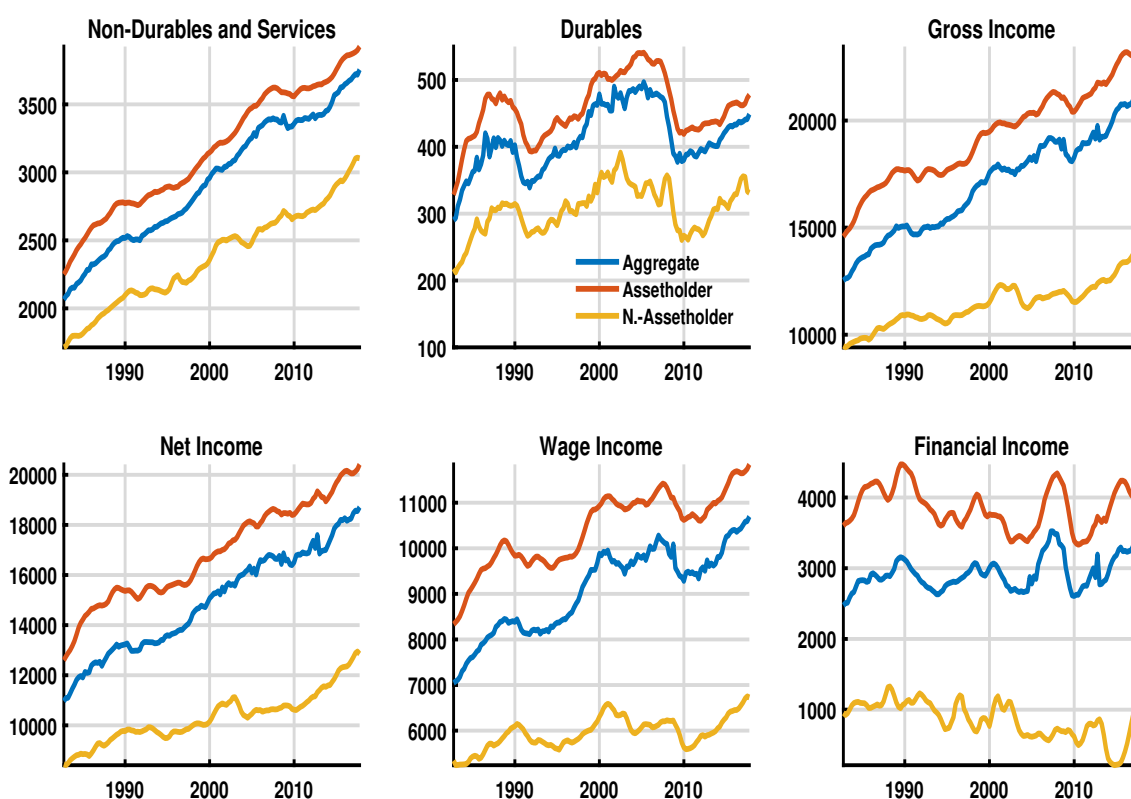 Non-Durables and Services
3500
3000
2500
2000
1990 2000 2010
Durables
500
400
300
200
100
Aggregate
Assetholder
N.-Assetholder
1990 2000 2010
Gross Income
20000
15000
10000
1990 2000 2010
Net Income
20000
18000
16000
14000
12000
10000
1990 2000 2010
Wage Income
11000
10000
9000
8000
7000
6000
1990 2000 2010
Financial Income
4000
3000
2000
1000
1990 2000 2010